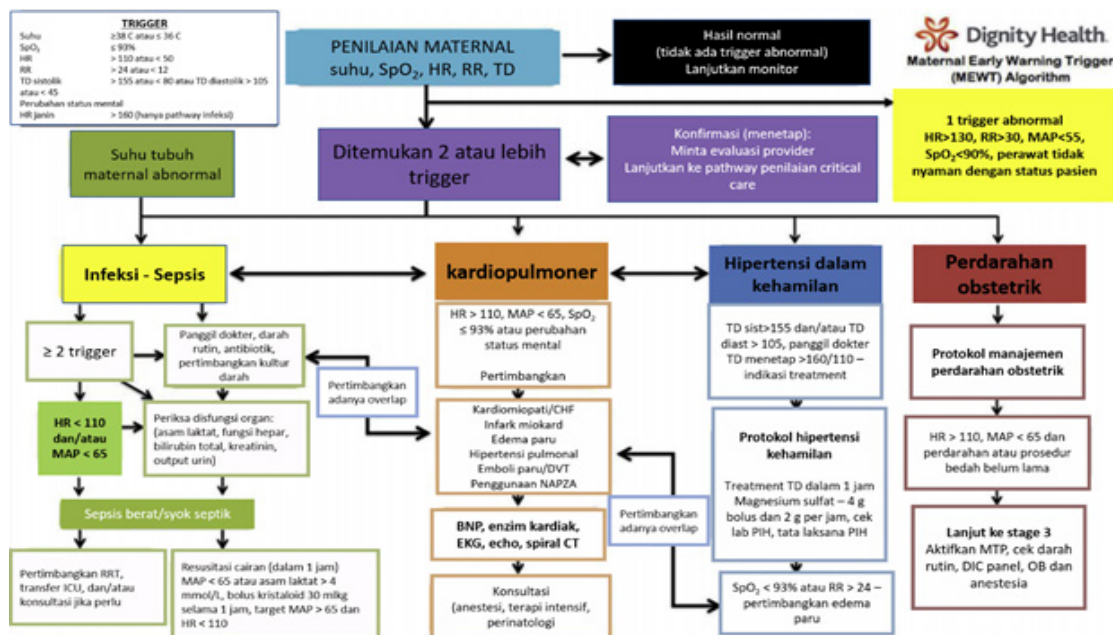 TRIGGER
Suhu ≥38 C atau ≤ 36 C
SpO₂ ≤ 93%
HR > 110 atau < 50
RR > 24 atau < 12
TD sistolik > 155 atau < 80 atau TD diastolik > 105
atau < 45
Perubahan status mental
HR janin > 160 (hanya pathway infeksi)
PENILAIAN MATERNAL
suhu, SpO₂, HR, RR, TD
Hasil normal
(tidak ada trigger abnormal)
Lanjutkan monitor
Dignity Health.
Maternal Early Warning Trigger
(MEWT) Algorithm
1 trigger abnormal
HR>130, RR>30, MAP<55,
SpO₂<90%, perawat tidak
nyaman dengan status pasien
Suhu tubuh
maternal abnormal
Ditemukan 2 atau lebih
trigger
Konfirmasi (menetap):
Minta evaluasi provider
Lanjutkan ke pathway penilaian critical
care
Infeksi - Sepsis
kardiopulmoner
Hipertensi dalam
kehamilan
Perdarahan
obstetrik
≥ 2 trigger
Panggil dokter, darah
rutin, antibiotik,
pertimbangkan kultur
darah
HR < 110
dan/atau
MAP < 65
Periksa disfungsi organ:
(asam laktat, fungsi hepar,
bilirubin total, kreatinin,
output urin)
Sepsis berat/syok septik
Pertimbangkan RRT,
transfer ICU, dan/atau
konsultasi jika perlu
Resusitasi cairan (dalam 1 jam)
MAP < 65 atau asam laktat > 4
mmol/L, bolus kristaloid 30 mlkg
selama 1 jam, target MAP > 65 dan
HR < 110
Pertimbangkan
adanya overlap
HR > 110, MAP < 65, SpO₂
≤ 93% atau perubahan
status mental
Pertimbangkan
Kardiomiopati/CHF
Infark miokard
Edema paru
Hipertensi pulmonal
Emboli paru/DVT
Penggunaan NAPZA
BNP, enzim kardiak,
EKG, echo, spiral CT
Konsultasi
(anestesi, terapi intensif,
perinatologi
Pertimbangkan
adanya overlap
TD sist>155 dan/atau TD
diast > 105, panggil dokter
TD menetap >160/110 –
indikasi treatment
Protokol hipertensi
kehamilan
Treatment TD dalam 1 jam
Magnesium sulfat – 4 g
bolus dan 2 g per jam, cek
lab PIH, tata laksana PIH
SpO₂ < 93% atau RR > 24 –
pertimbangkan edema
paru
Protokol manajemen
perdarahan obstetrik
HR > 110, MAP < 65 dan
perdarahan atau prosedur
bedah belum lama
Lanjut ke stage 3
Aktifkan MTP, cek darah
rutin, DIC panel, OB dan
anestesia